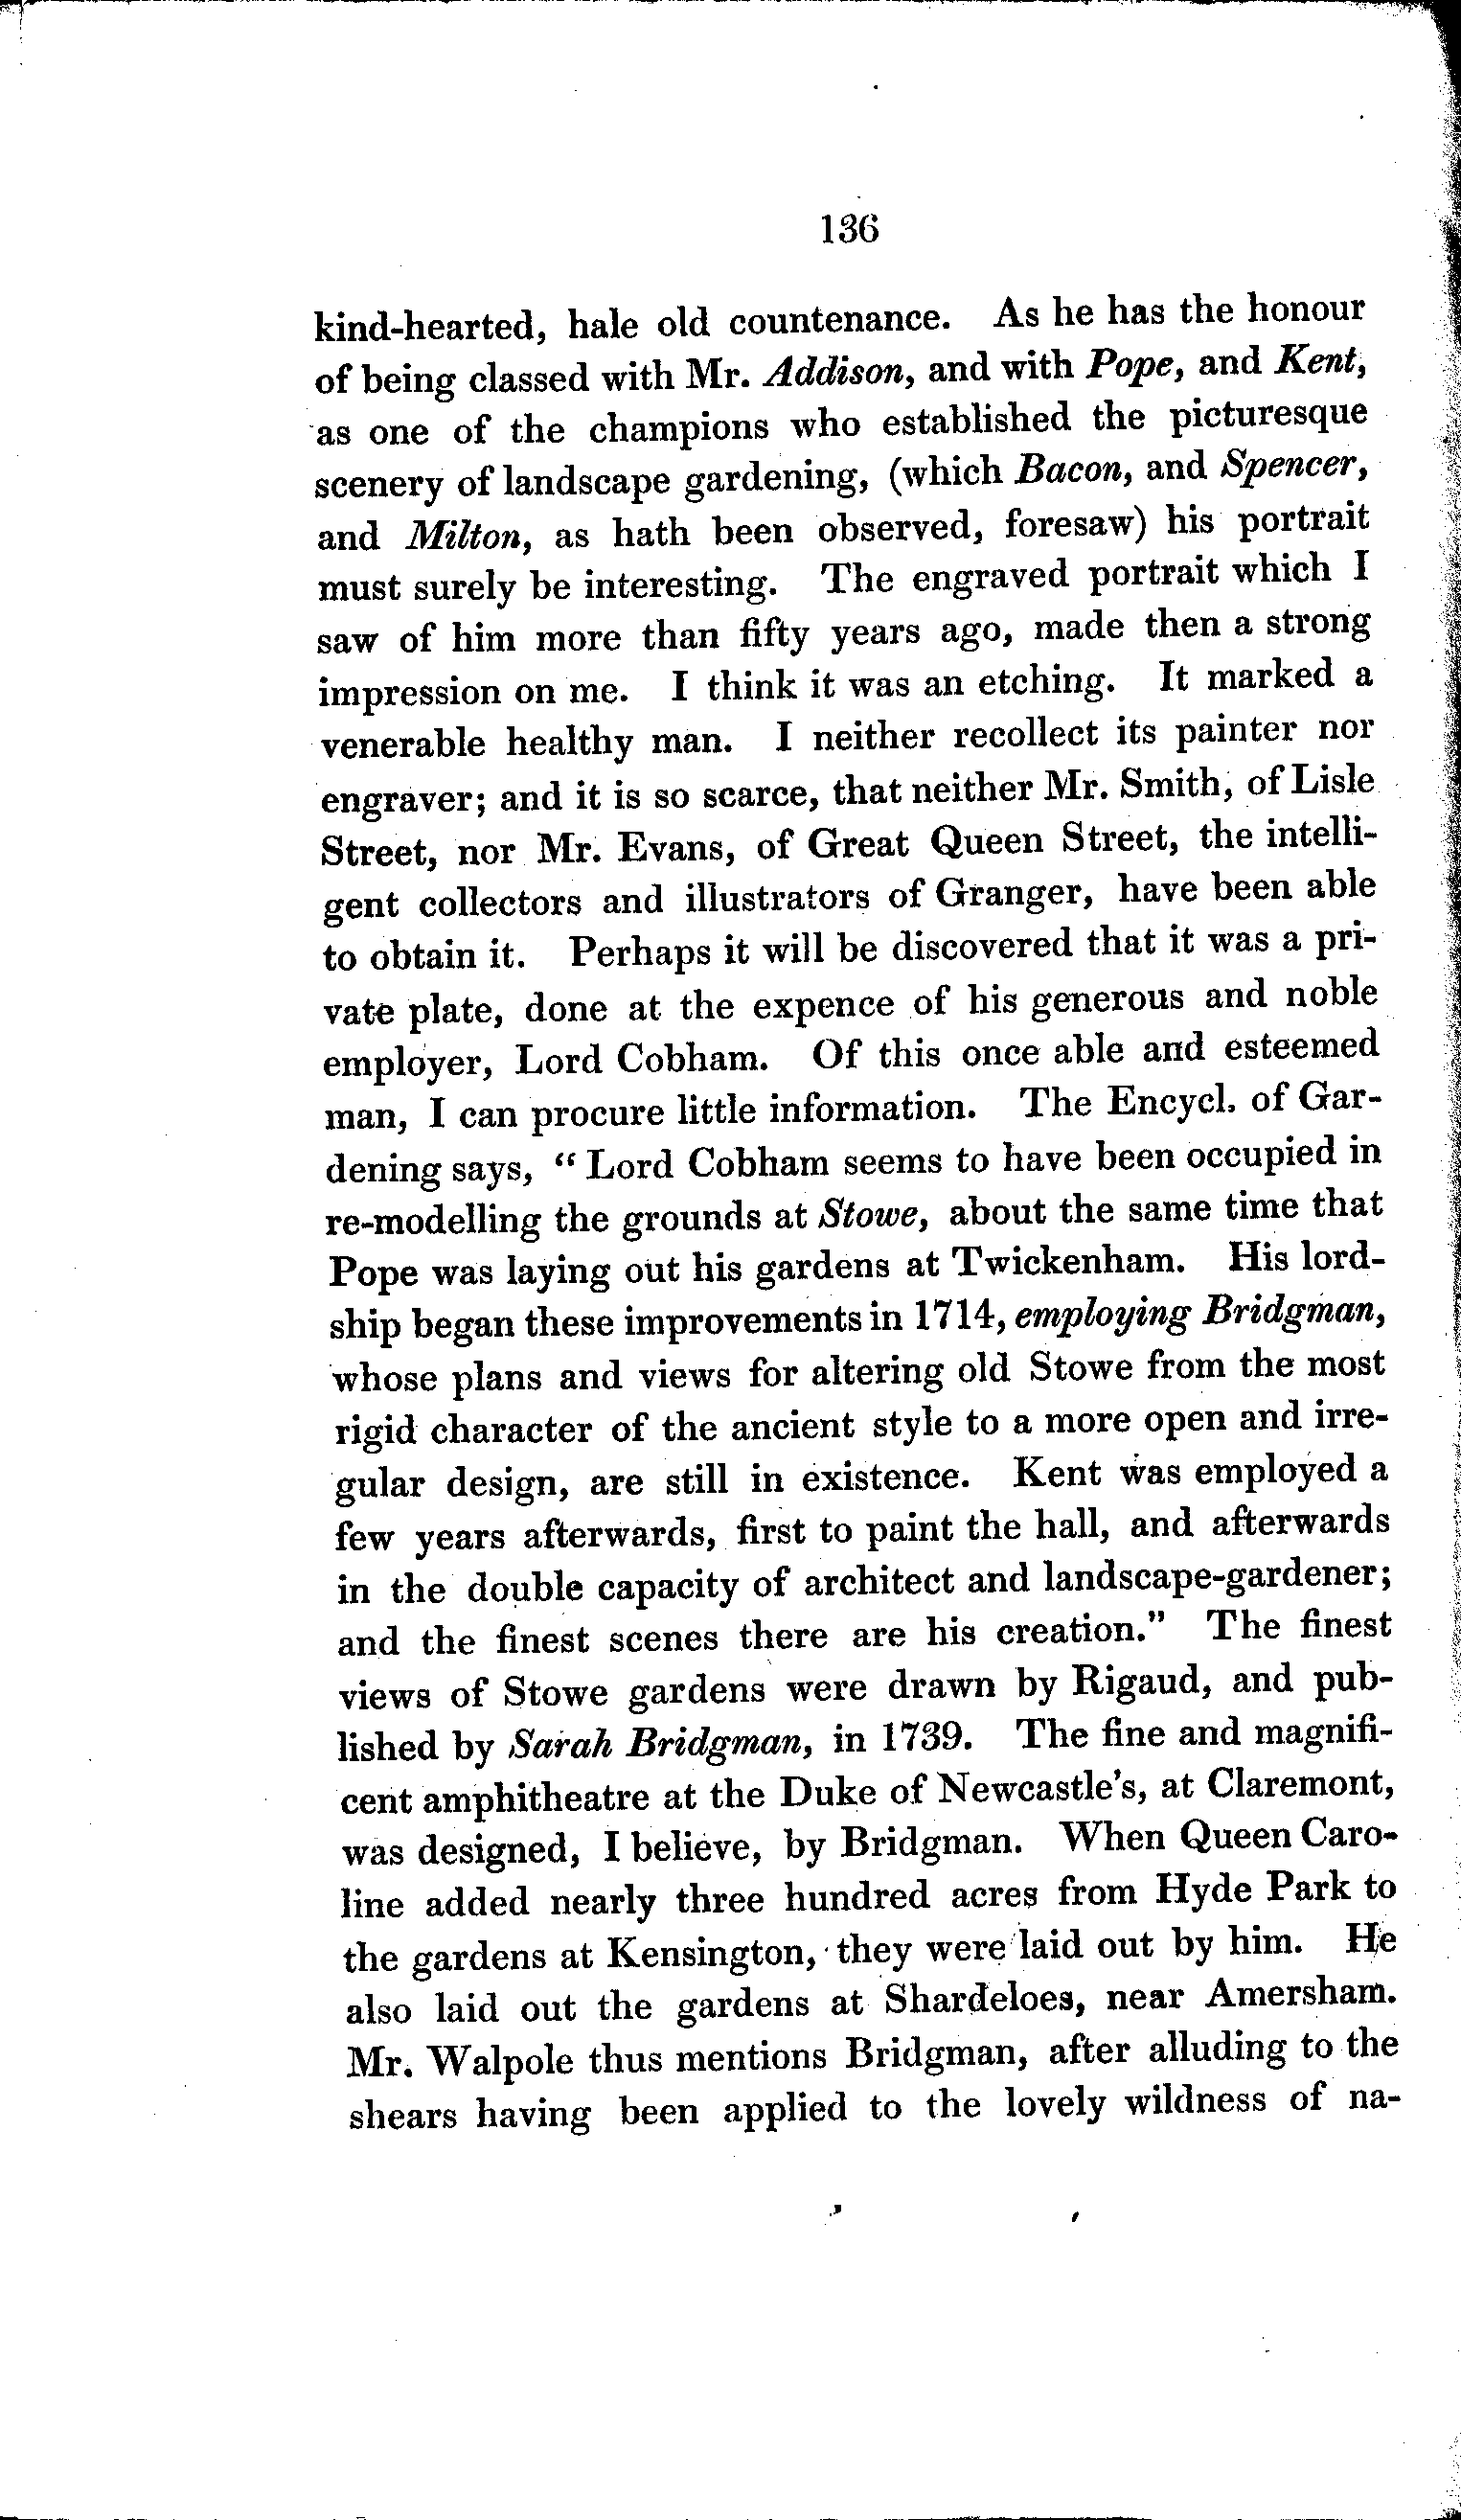 136
kind-hearted, hale old countenance. As he has the honour
of being classed with Mr. Addison, and with Pope, and Kent,
as one of the champions who established the picturesque
scenery of landscape gardening, (which Bacon, and Spencer,
and Milton, as hath been observed, foresaw) his portrait
must surely be interesting. The engraved portrait which I
saw of him more than fifty years ago, made then a strong
impression on me. I think it was an etching. It marked a
venerable healthy man. I neither recollect its painter nor
engraver; and it is so scarce, that neither Mr. Smith, of Lisle
Street, nor Mr. Evans, of Great Queen Street, the intelli-
gent collectors and illustrators of Granger, have been able
to obtain it. Perhaps it will be discovered that it was a pri-
vate plate, done at the expence of his generous and noble
employer, Lord Cobham. Of this once able and esteemed
man, I can procure little information. The Encycl. of Gar-
dening says, "Lord Cobham seems to have been occupied in
re-modelling the grounds at Stowe, about the same time that
Pope was laying out his gardens at Twickenham. His lord-
ship began these improvements in 1714, employing Bridgman,
whose plans and views for altering old Stowe from the most
rigid character of the ancient style to a more open and irre-
gular design, are still in existence. Kent was employed a
few years afterwards, first to paint the hall, and afterwards
in the double capacity of architect and landscape-gardener;
and the finest scenes there are his creation." The finest
views of Stowe gardens were drawn by Rigaud, and pub-
lished by Sarah Bridgman, in 1739. The fine and magnifi-
cent amphitheatre at the Duke of Newcastle's, at Claremont,
was designed, I believe, by Bridgman. When Queen Caro-
line added nearly three hundred acres from Hyde Park to
the gardens at Kensington, they were laid out by him. He
also laid out the gardens at Shardeloes, near Amersham.
Mr. Walpole thus mentions Bridgman, after alluding to the
shears having been applied to the lovely wildness of na-